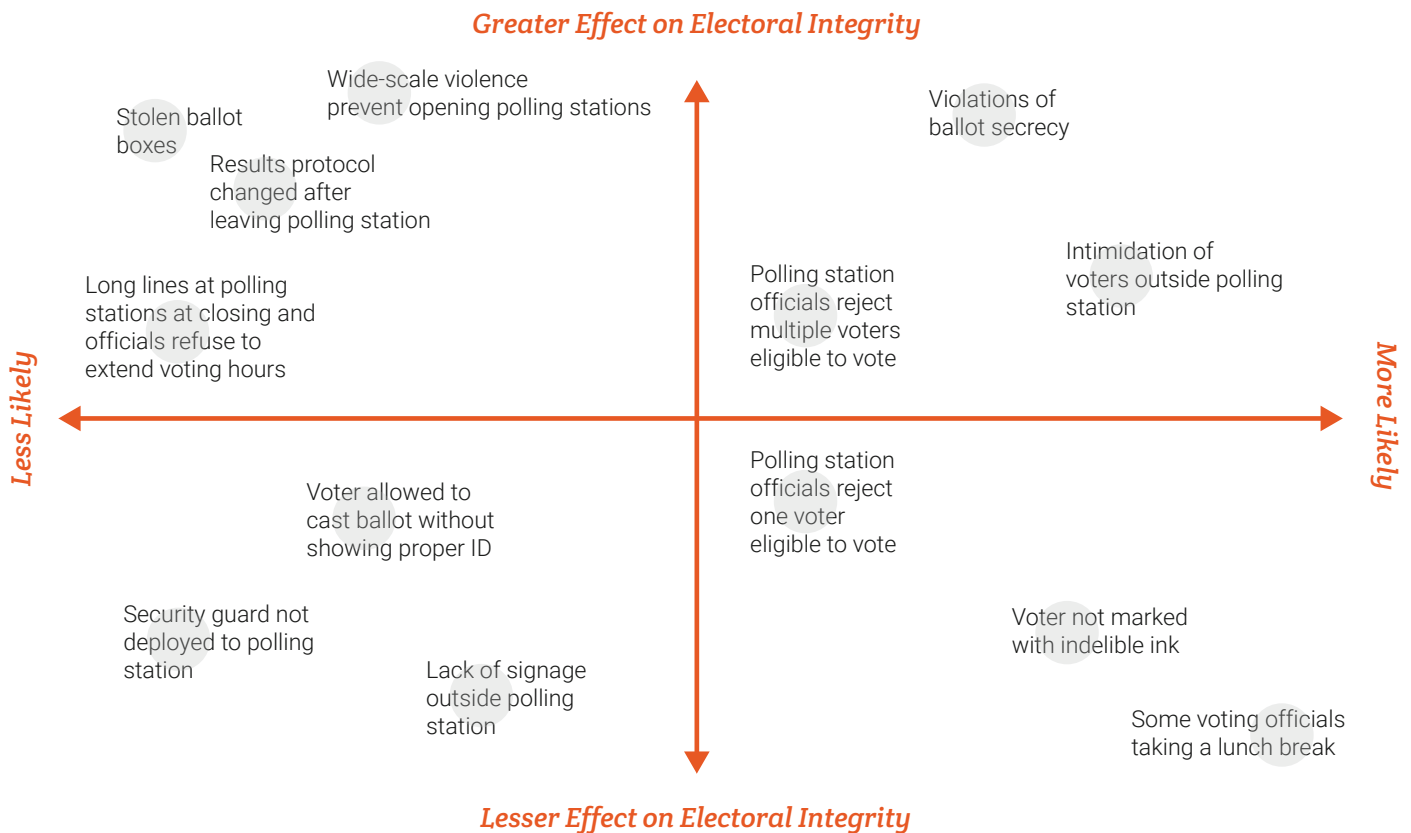 Greater Effect on Electoral Integrity
Wide-scale violence
prevent opening polling stations
Stolen ballot
boxes
Results protocol
changed after
leaving polling station
Long lines at polling
stations at closing and
officials refuse to
extend voting hours
Violations of
ballot secrecy
Intimidation of
voters outside polling
station
Polling station
officials reject
multiple voters
eligible to vote
Less Likely
More Likely
Voter allowed to
cast ballot without
showing proper ID
Security guard not
deployed to polling
station
Lack of signage
outside polling
station
Polling station
officials reject
one voter
eligible to vote
Voter not marked
with indelible ink
Some voting officials
taking a lunch break
Lesser Effect on Electoral Integrity